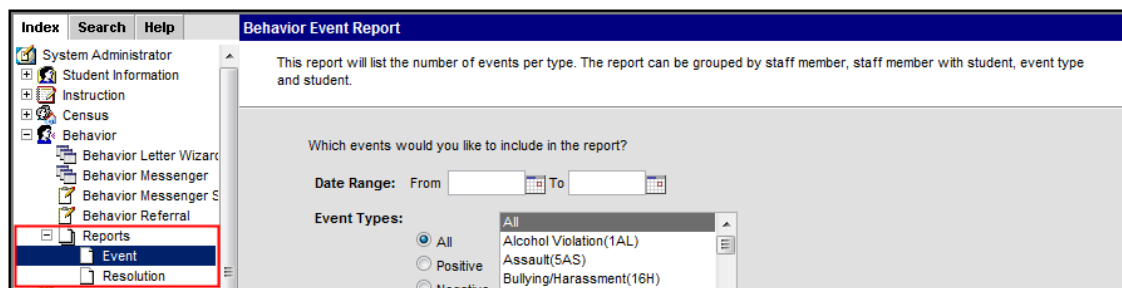 Index Search Help
System Administrator
Student Information
Instruction
Census
Behavior
Behavior Letter Wizard
Behavior Messenger
Behavior Messenger S
Behavior Referral
Reports
Event
Resolution
Behavior Event Report
This report will list the number of events per type. The report can be grouped by staff member, staff member with student, event type
and student.
Which events would you like to include in the report?
Date Range: From To
Event Types:
All
Positive
Negative
All
Alcohol Violation(1AL)
Assault(5AS)
Bullying/Harassment(16H)